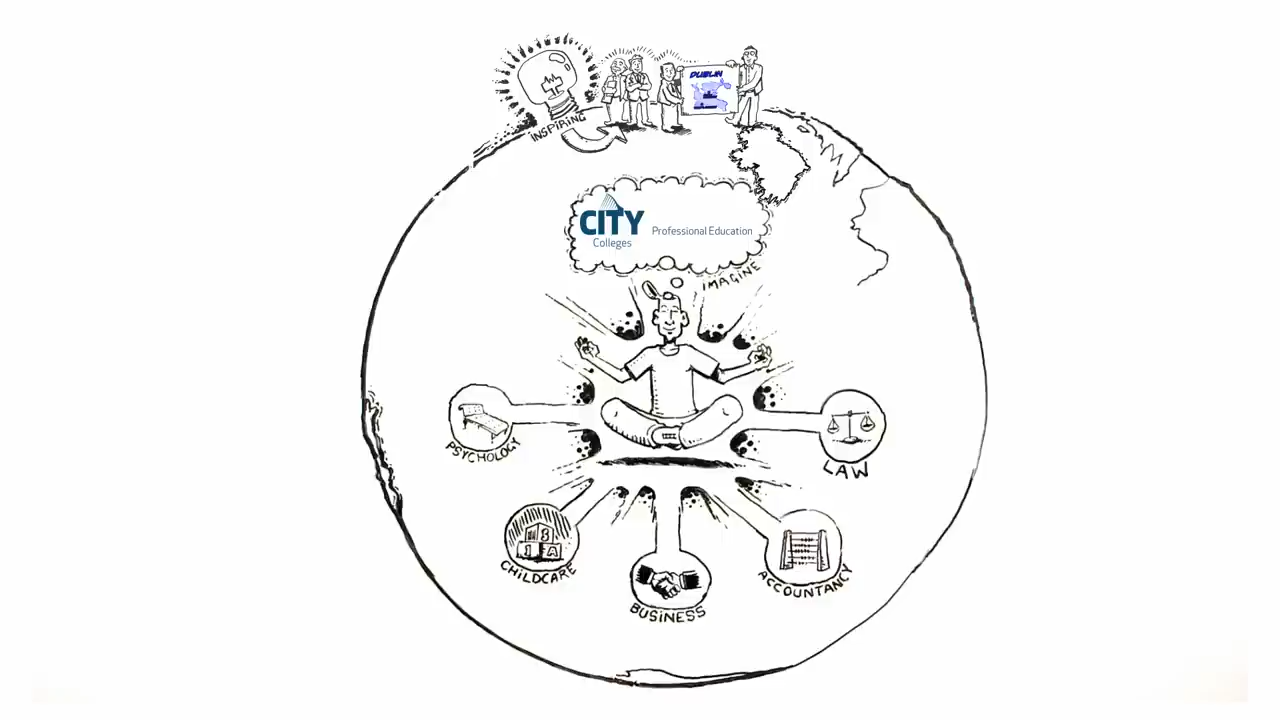 DUBLIN
INSPIRING
CITY
Colleges
Professional Education
IMAGINE
PSYCHOLOGY
LAW
CHILDCARE
ACCOUNTANCY
BUSINESS